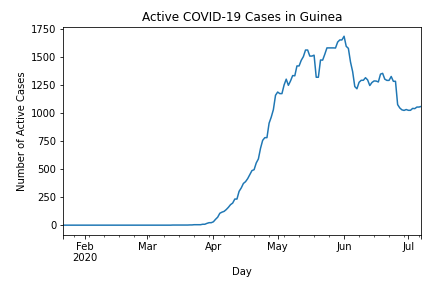 Active COVID-19 Cases in Guinea
Number of Active Cases
1750
1500
1250
1000
750
500
250
0
Feb Mar Apr May Jun Jul
2020
Day